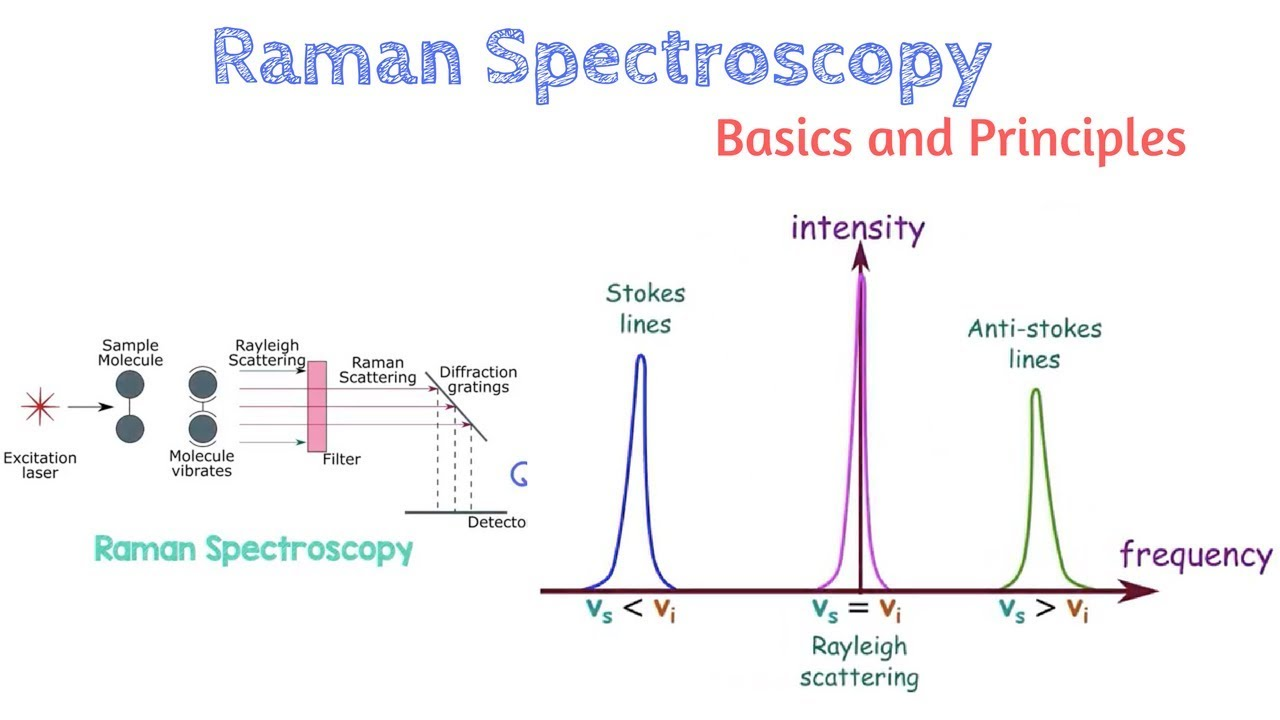 Raman Spectroscopy
Basics and Principles
intensity
Stokes
lines
Anti-stokes
lines
Sample
Molecule
Rayleigh
Scattering
Raman
Scattering
Diffraction
gratings
Excitation
laser
Molecule
vibrates
Filter
Detecto
Raman Spectroscopy
frequency
vs < vi
vs = vi
vs > vi
Rayleigh
scattering